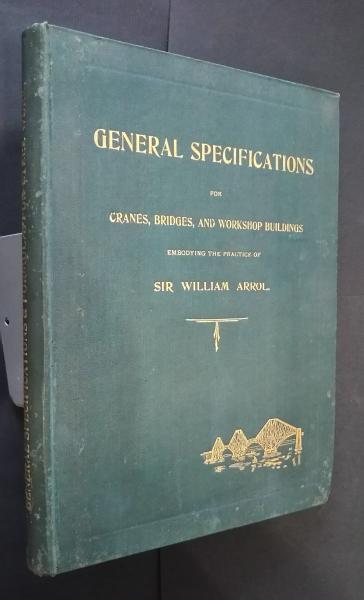 GENERAL SPECIFICATIONS
FOR
CRANES, BRIDGES, AND WORKSHOP BUILDINGS
EMBODYING THE PRACTICE OF
SIR WILLIAM ARROL.